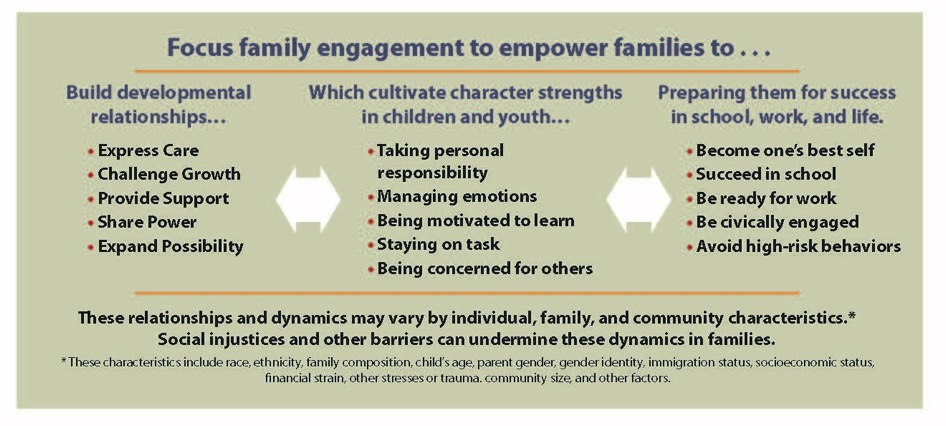 Focus family engagement to empower families to . . .
Build developmental
relationships...
• Express Care
• Challenge Growth
• Provide Support
• Share Power
• Expand Possibility
Which cultivate character strengths
in children and youth...
• Taking personal
responsibility
• Managing emotions
• Being motivated to learn
• Staying on task
• Being concerned for others
Preparing them for success
in school, work, and life.
• Become one's best self
• Succeed in school
• Be ready for work
• Be civically engaged
• Avoid high-risk behaviors
These relationships and dynamics may vary by individual, family, and community characteristics.*
Social injustices and other barriers can undermine these dynamics in families.
* These characteristics include race, ethnicity, family composition, child's age, parent gender, gender identity, immigration status, socioeconomic status,
financial strain, other stresses or trauma. community size, and other factors.